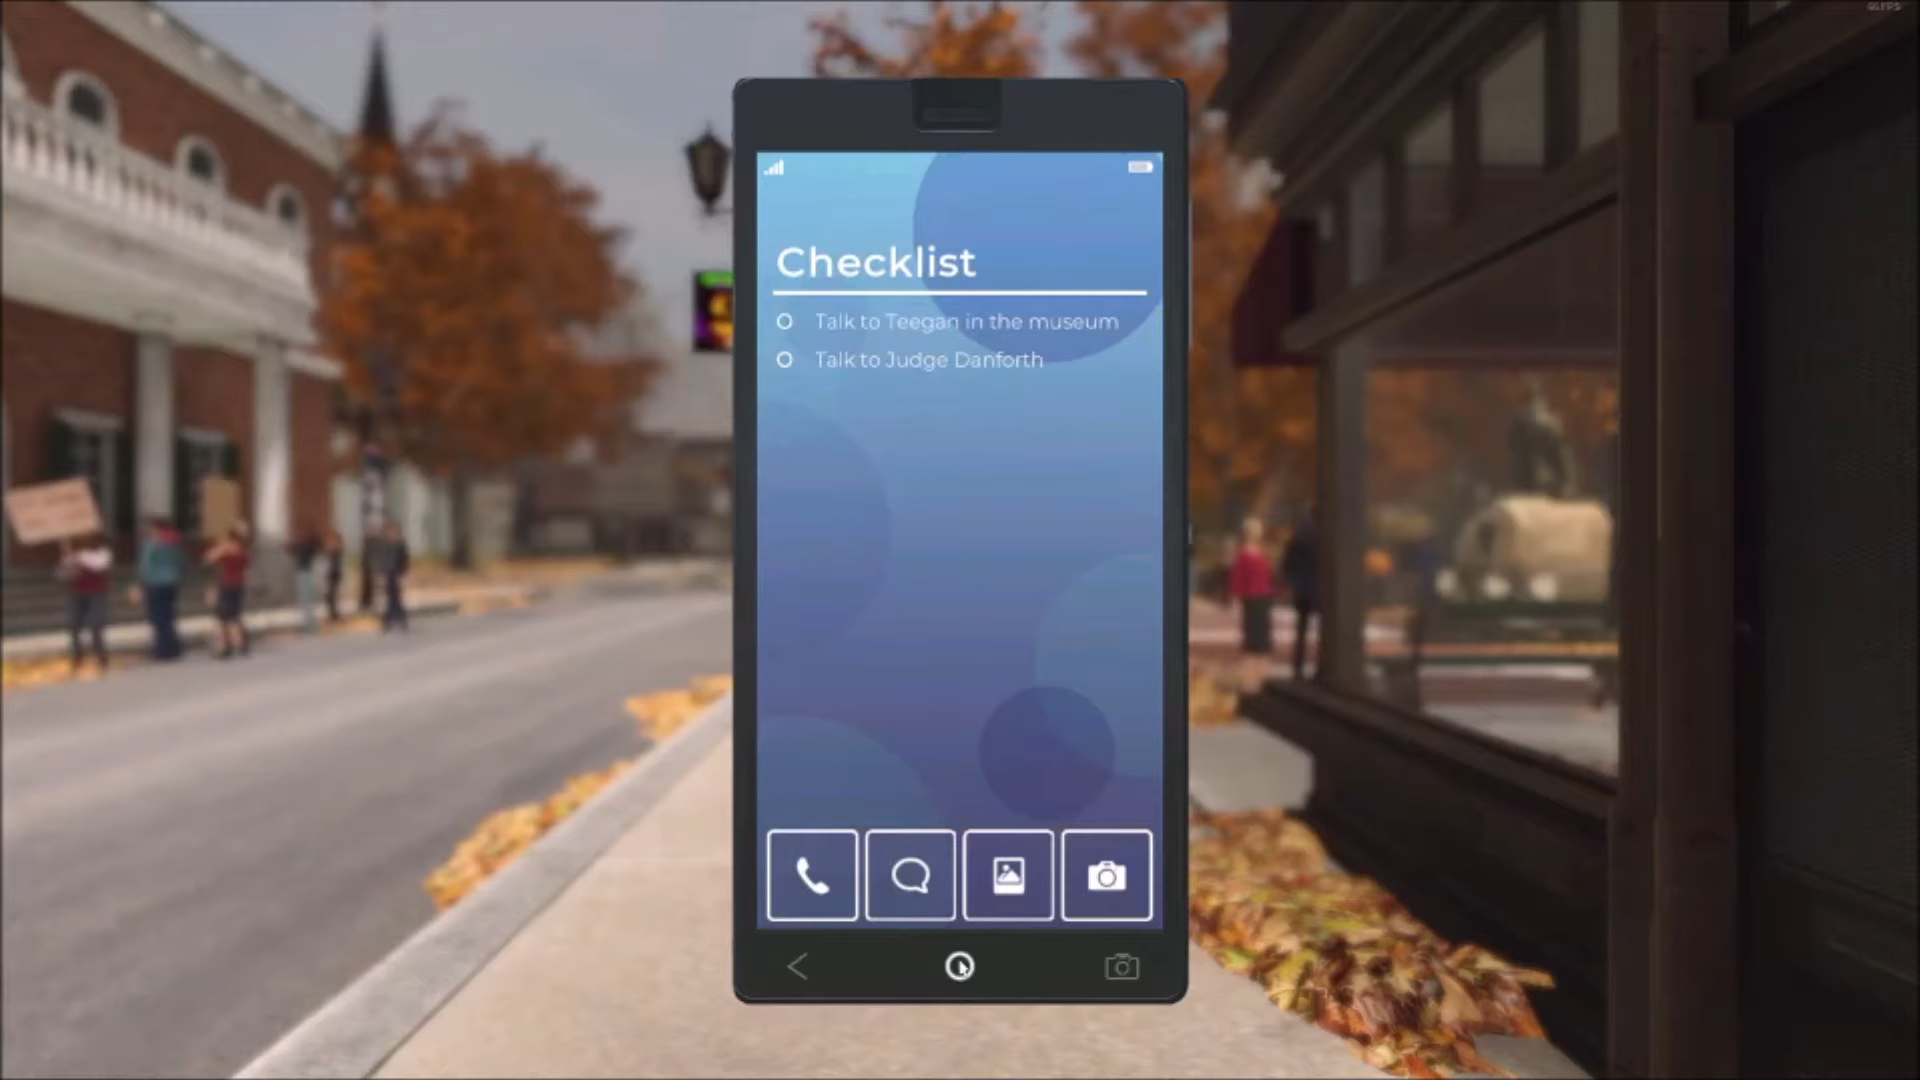 Checklist
Talk to Teegan in the museum
Talk to Judge Danforth